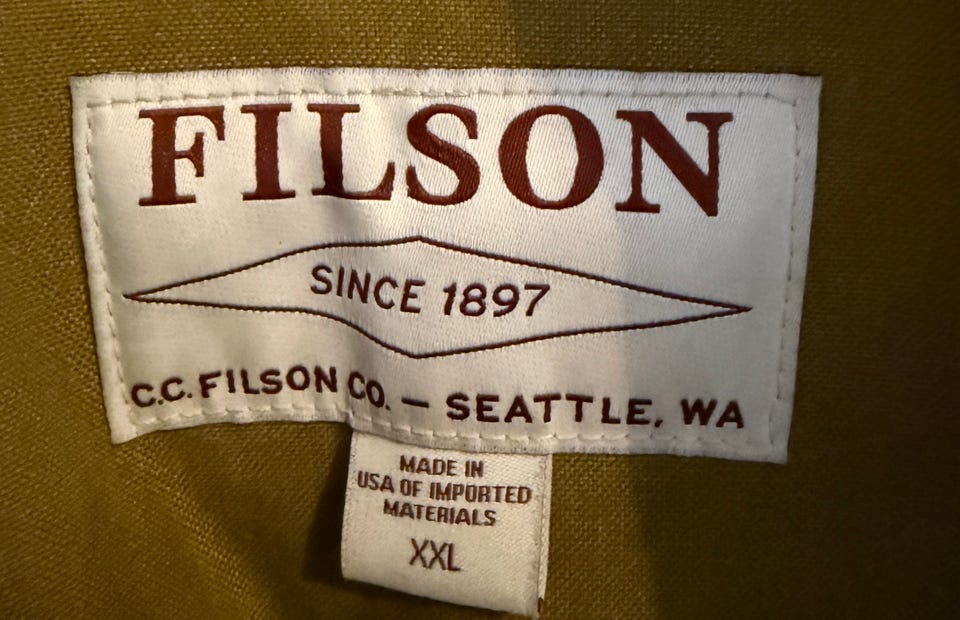 FILSON
SINCE 1897
C.C. FILSON CO. — SEATTLE, WA
MADE IN
USA OF IMPORTED
MATERIALS
XXL